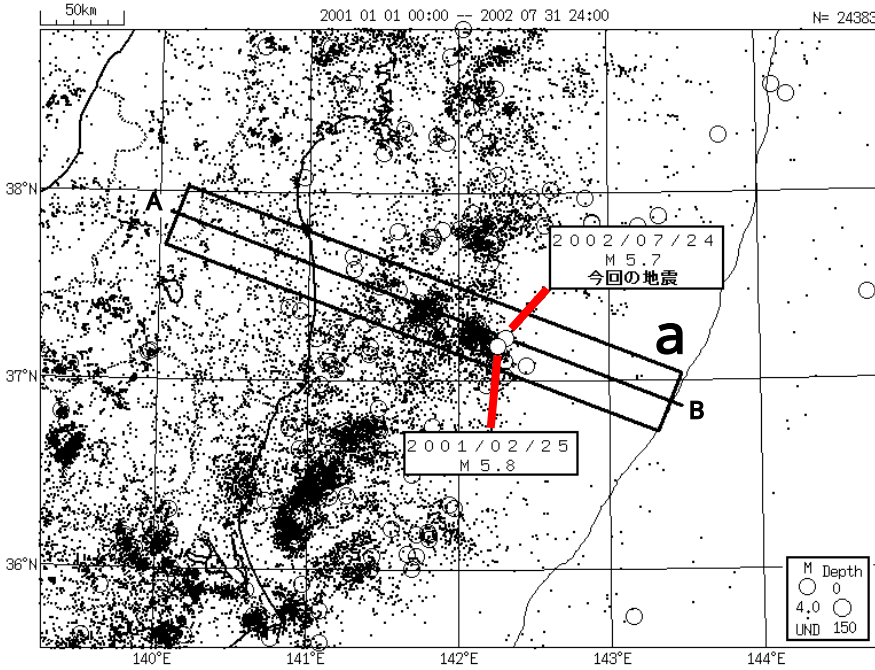 50km
2001 01 01 00:00 -- 2002 07 31 24:00
N= 24383
38°N
A
2002/07/24
M 5.7
今回の地震
a
37°N
B
2001/02/25
M 5.8
36°N
M Depth
0
4.0
UND 150
140°E
141°E
142°E
143°E
144°E